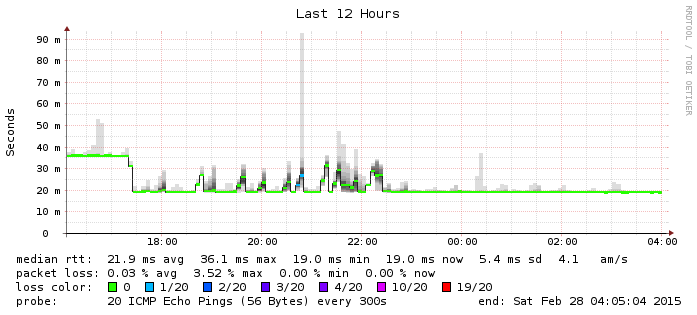 Last 12 Hours
RRDTOOL / TOBI OETIKER
Seconds
90 m
80 m
70 m
60 m
50 m
40 m
30 m
20 m
10 m
0
18:00 20:00 22:00 00:00 02:00 04:00
median rtt: 21.9 ms avg 36.1 ms max 19.0 ms min 19.0 ms now 5.4 ms sd 4.1 am/s
packet loss: 0.03 % avg 3.52 % max 0.00 % min 0.00 % now
loss color: 0 1/20 2/20 3/20 4/20 10/20 19/20
probe: 20 ICMP Echo Pings (56 Bytes) every 300s end: Sat Feb 28 04:05:04 2015